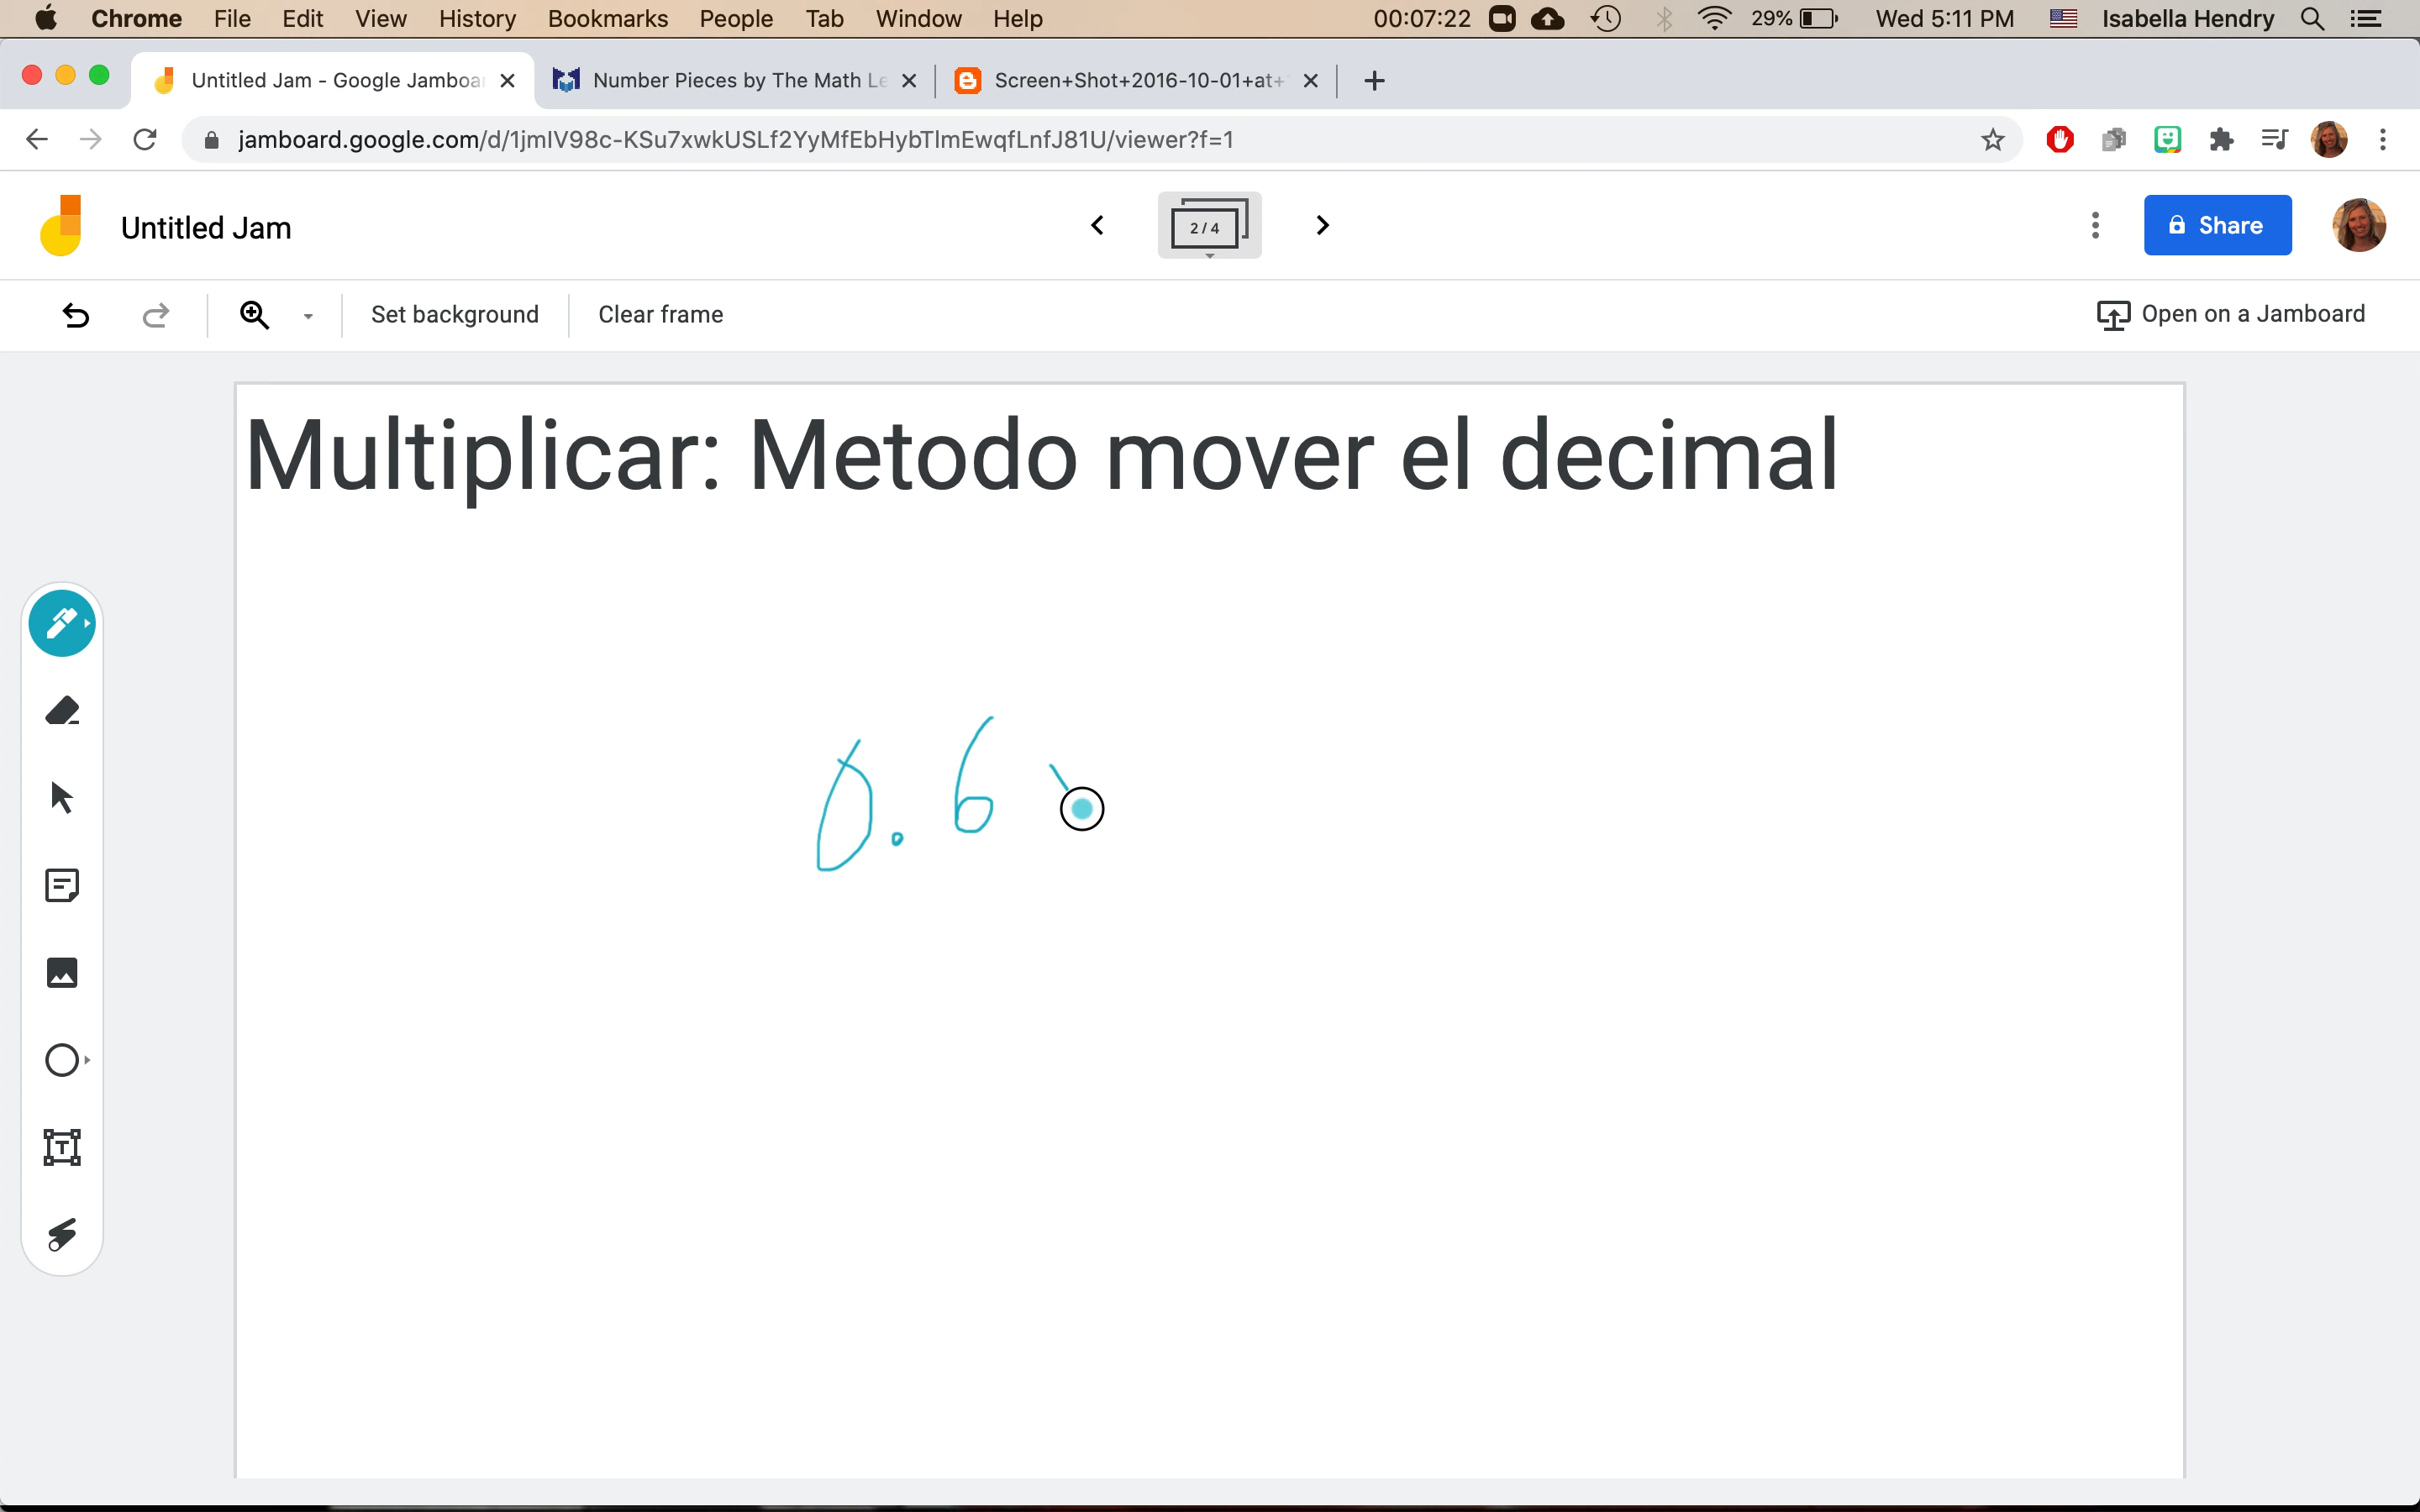 Chrome File Edit View History Bookmarks People Tab Window Help 00:07:22 29% Wed 5:11 PM Isabella Hendry
Untitled Jam - Google Jamboar Number Pieces by The Math Le Screen+Shot+2016-10-01+at+
jamboard.google.com/d/1jmIV98c-KSu7xwkUSLf2YyMfEbHybTlmEwqfLnfJ81U/viewer?f=1
Untitled Jam 2 / 4 Share
Set background Clear frame Open on a Jamboard
Multiplicar: Metodo mover el decimal
0.6